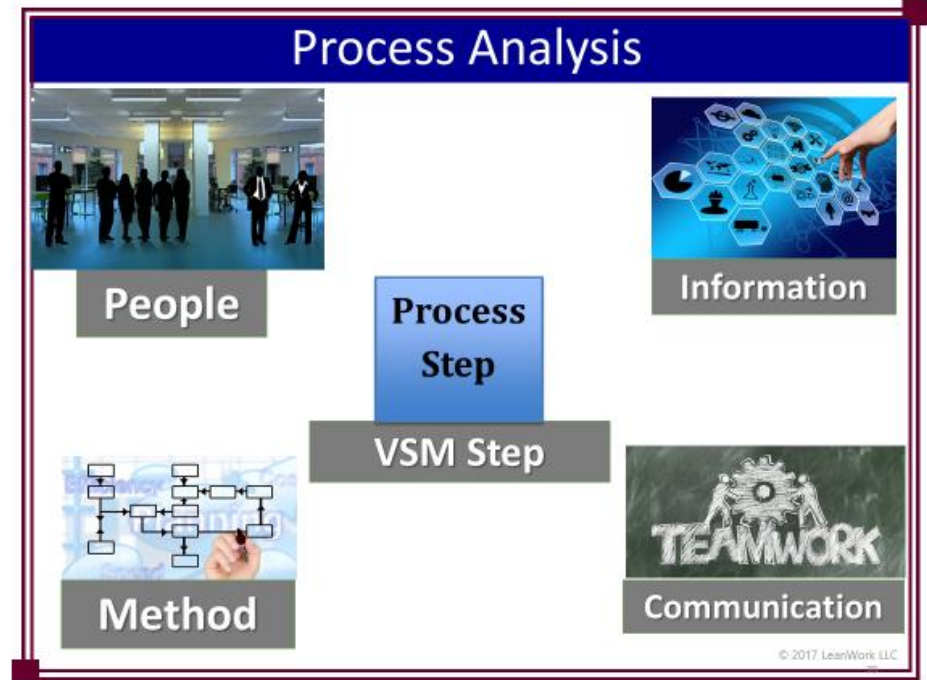 Process Analysis
People
Information
Process
Step
VSM Step
TEAMWORK
Method
Communication
© 2017 LeanWork LLC